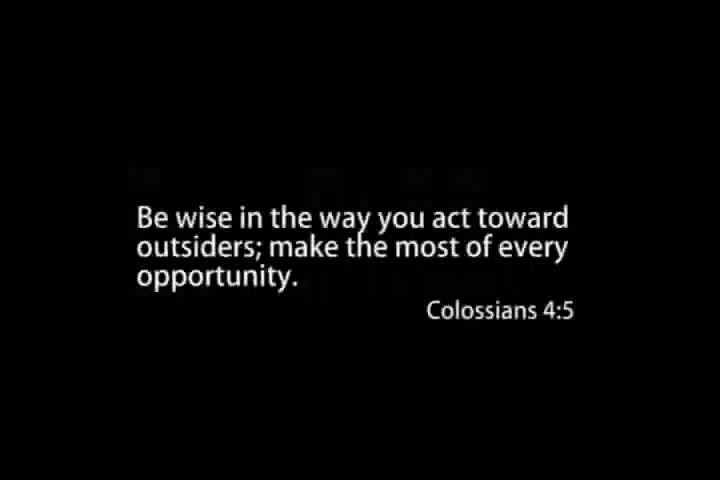 Be wise in the way you act toward
outsiders; make the most of every
opportunity.
Colossians 4:5